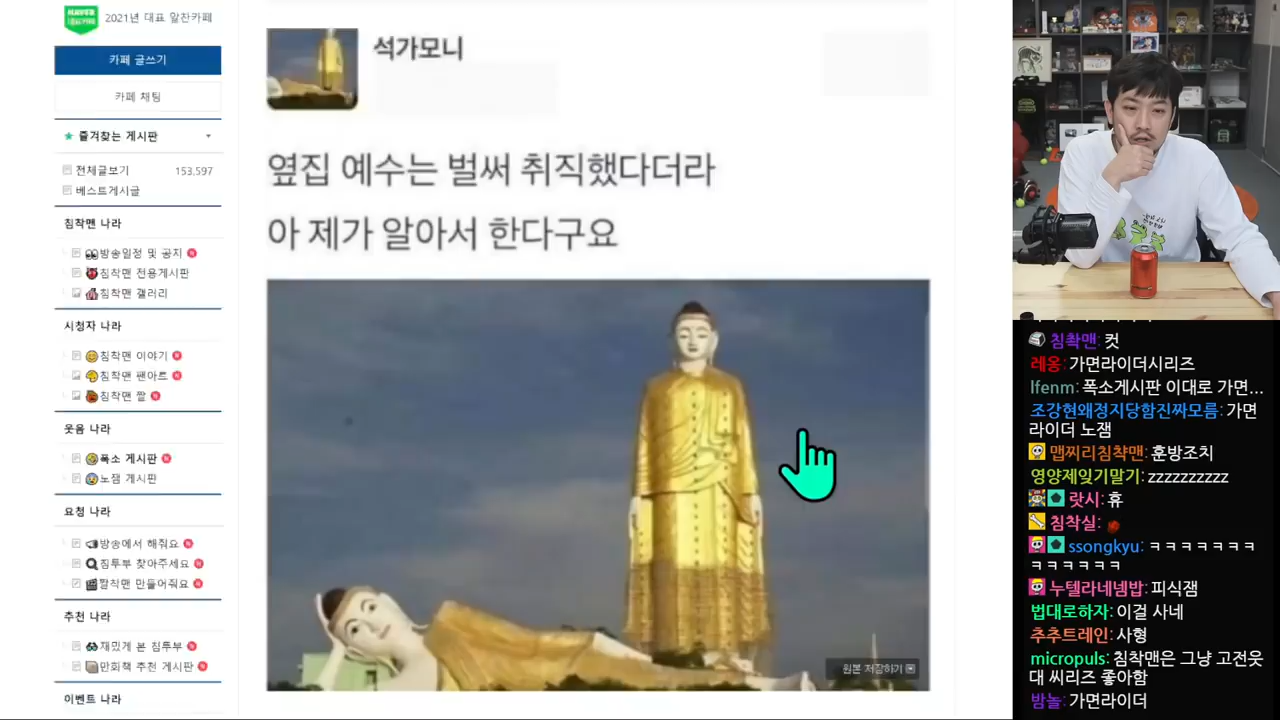 2021년 대표 알찬카페
카페 글쓰기
카페 채팅
즐겨찾는 게시판
전체글보기 153,597
베스트게시글
침착맨 나라
방송일정 및 공지
침착맨 전용게시판
침착맨 갤러리
시청자 나라
침착맨 이야기
침착맨 팬아트
침착맨 짤
웃음 나라
폭소 게시판
노잼 게시판
요청 나라
방송에서 해줘요
침투부 찾아주세요
짤식맨 만들어줘요
추천 나라
재밌게 본 침투부
만화책 추천 게시판
이벤트 나라
석가모니
옆집 예수는 벌써 취직했다더라
아 제가 알아서 한다구요
원본 저장하기
침촥맨: 컷
레옹: 가면라이더시리즈
lfenm: 폭소게시판 이대로 가면...
조강현왜정지당함진짜모름: 가면
라이더 노잼
맵찌리침챡맨: 훈방조치
영양제잊기말기: zzzzzzzzzz
랏시: 휴
침착실:
ssongkyu: ㅋㅋㅋㅋㅋㅋㅋ
ㅋㅋㅋㅋㅋㅋ
누텔라네넴밥: 피식잼
법대로하자: 이걸 사네
추추트레인: 사형
micropuls: 침착맨은 그냥 고전웃
대 씨리즈 좋아함
밤놀: 가면라이더